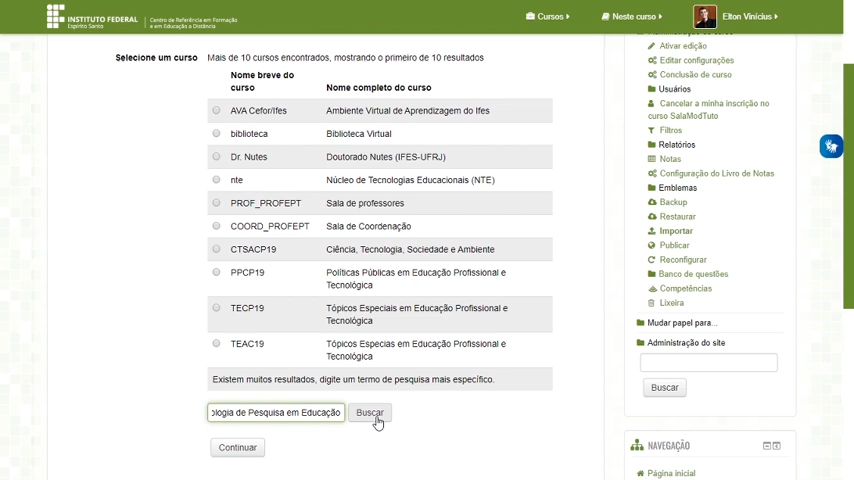 INSTITUTO FEDERAL
Espírito Santo
Centro de Referência em Formação
e em Educação a Distância
Cursos
Neste curso
Elton Vinícius
Selecione um curso
Mais de 10 cursos encontrados, mostrando o primeiro de 10 resultados
Nome breve do
curso
Nome completo do curso
AVA Cefor/Ifes
Ambiente Virtual de Aprendizagem do Ifes
biblioteca
Biblioteca Virtual
Dr. Nutes
Doutorado Nutes (IFES-UFRJ)
nte
Núcleo de Tecnologias Educacionais (NTE)
PROF_PROFEPT
Sala de professores
COORD_PROFEPT
Sala de Coordenação
CTSACP19
Ciência, Tecnologia, Sociedade e Ambiente
PPCP19
Políticas Públicas em Educação Profissional e
Tecnológica
TECP19
Tópicos Especiais em Educação Profissional e
Tecnológica
TEAC19
Tópicos Especias em Educação Profissional e
Tecnológica
Existem muitos resultados, digite um termo de pesquisa mais específico.
ologia de Pesquisa em Educação
Buscar
Continuar
Ativar edição
Editar configurações
Conclusão de curso
Usuários
Cancelar a minha inscrição no
curso SalaModTuto
Filtros
Relatórios
Notas
Configuração do Livro de Notas
Emblemas
Backup
Restaurar
Importar
Publicar
Reconfigurar
Banco de questões
Competências
Lixeira
Mudar papel para...
Administração do site
Buscar
NAVEGAÇÃO
Página inicial